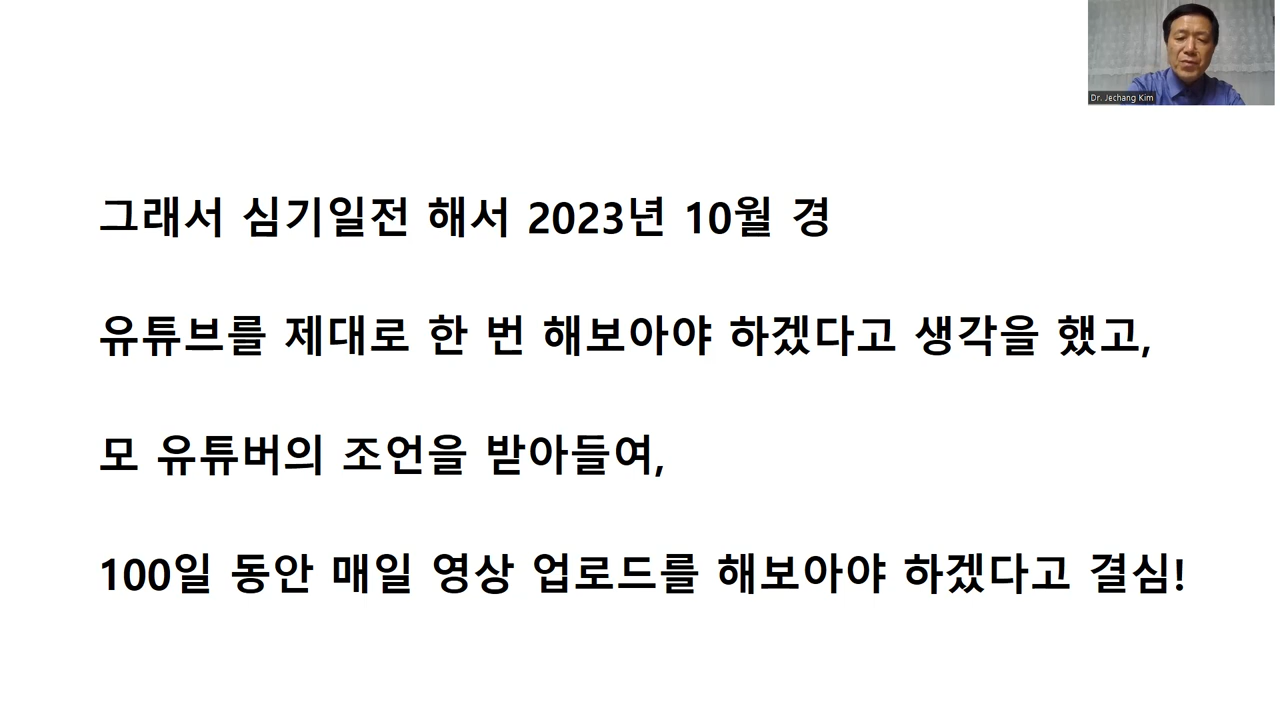 Dr. Jechang Kim
그래서 심기일전 해서 2023년 10월 경
유튜브를 제대로 한 번 해보아야 하겠다고 생각을 했고,
모 유튜버의 조언을 받아들여,
100일 동안 매일 영상 업로드를 해보아야 하겠다고 결심!